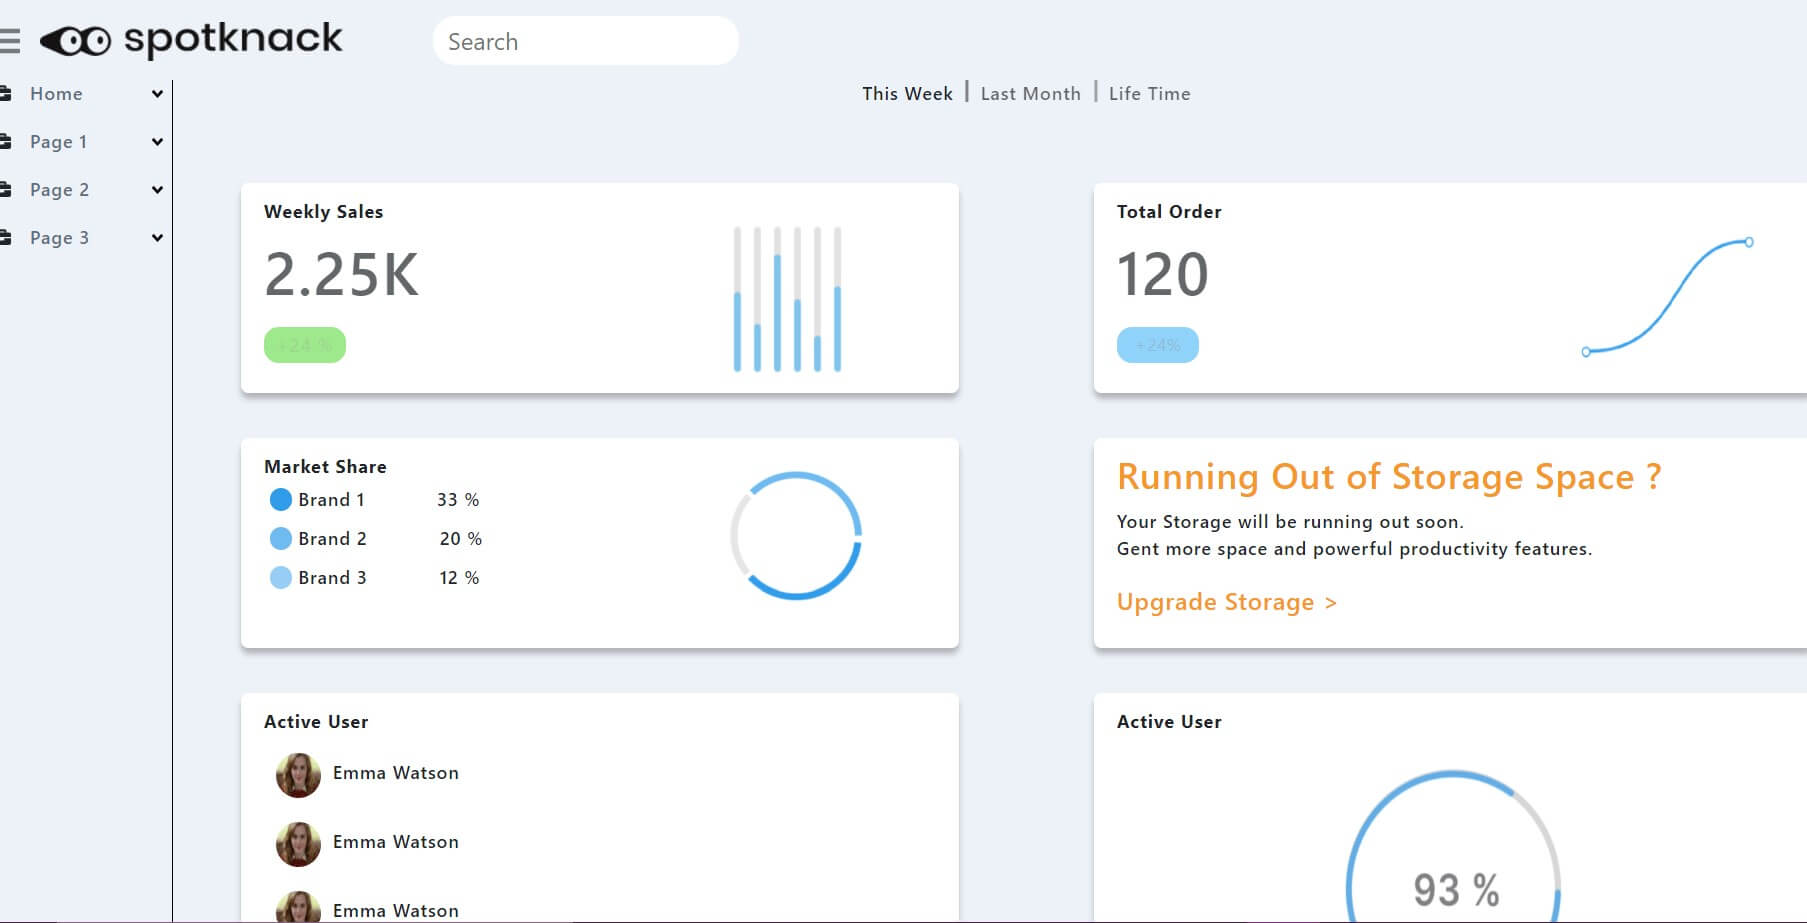 spotknack
Search
Home
Page 1
Page 2
Page 3
This Week | Last Month | Life Time
Weekly Sales
2.25K
+24 %
Total Order
120
+24%
Market Share
Brand 1 33 %
Brand 2 20 %
Brand 3 12 %
Running Out of Storage Space ?
Your Storage will be running out soon.
Gent more space and powerful productivity features.
Upgrade Storage >
Active User
Emma Watson
Emma Watson
Emma Watson
Active User
93 %